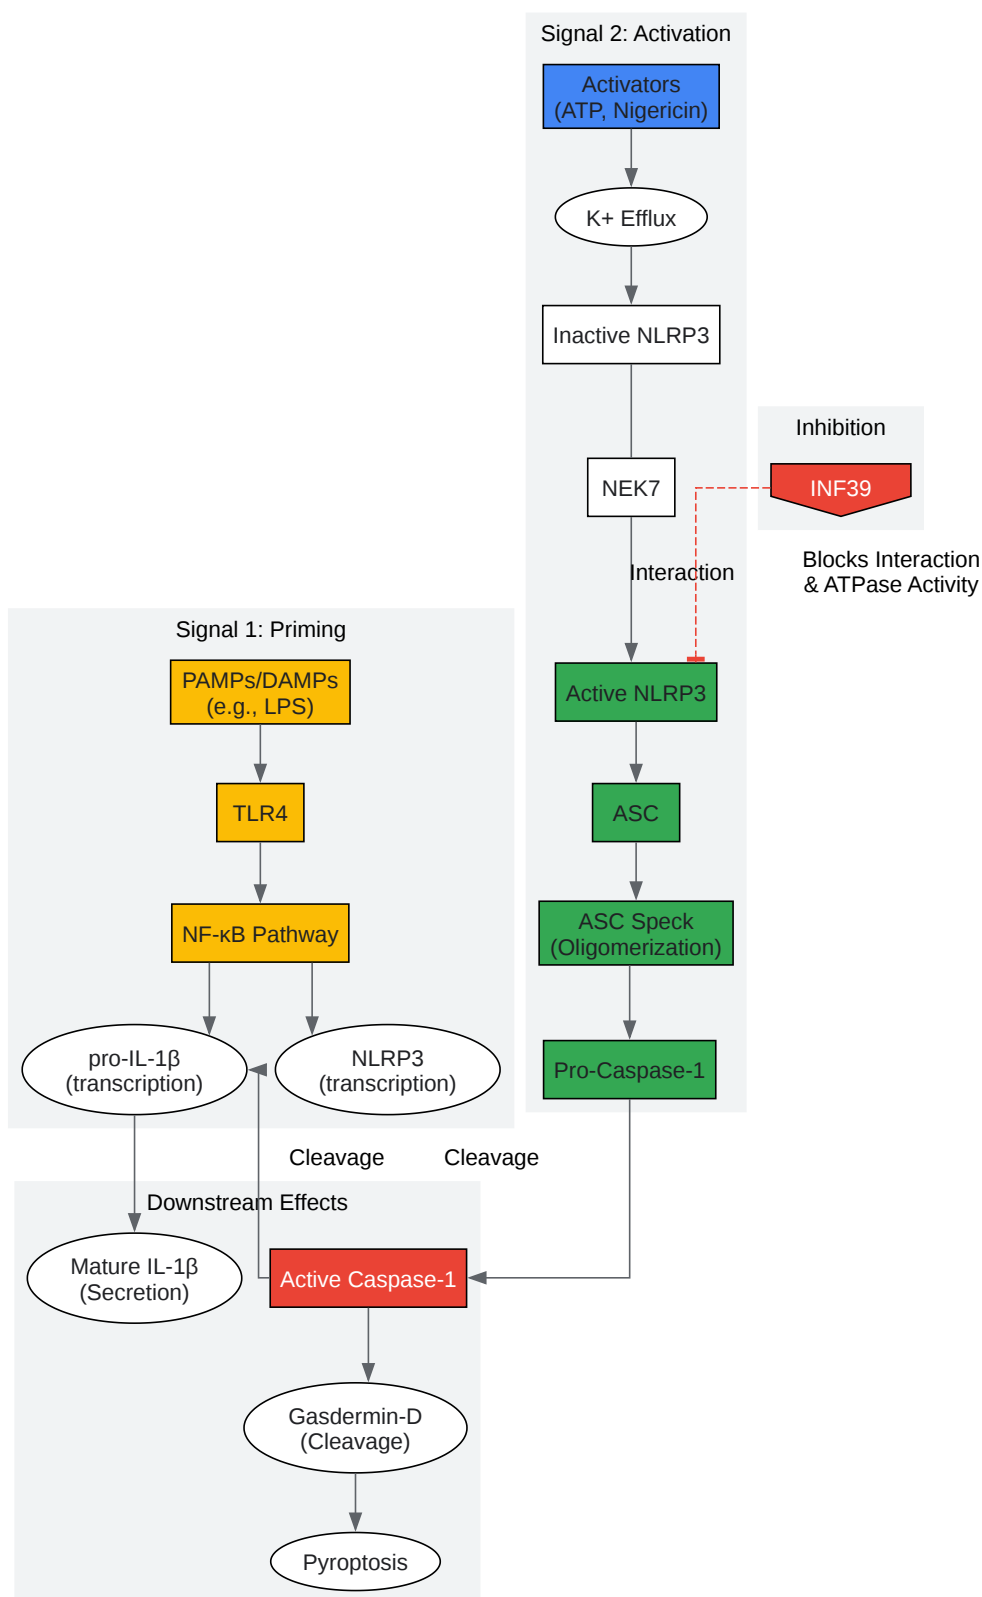 Signal 2: Activation
Activators
(ATP, Nigericin)
K+ Efflux
Inactive NLRP3
Inhibition
NEK7
INF39
Interaction
Blocks Interaction
& ATPase Activity
Signal 1: Priming
PAMPs/DAMPs
(e.g., LPS)
Active NLRP3
TLR4
ASC
NF-κB Pathway
ASC Speck
(Oligomerization)
pro-IL-1β
(transcription)
NLRP3
(transcription)
Pro-Caspase-1
Cleavage
Cleavage
Downstream Effects
Mature IL-1β
(Secretion)
Active Caspase-1
Gasdermin-D
(Cleavage)
Pyroptosis